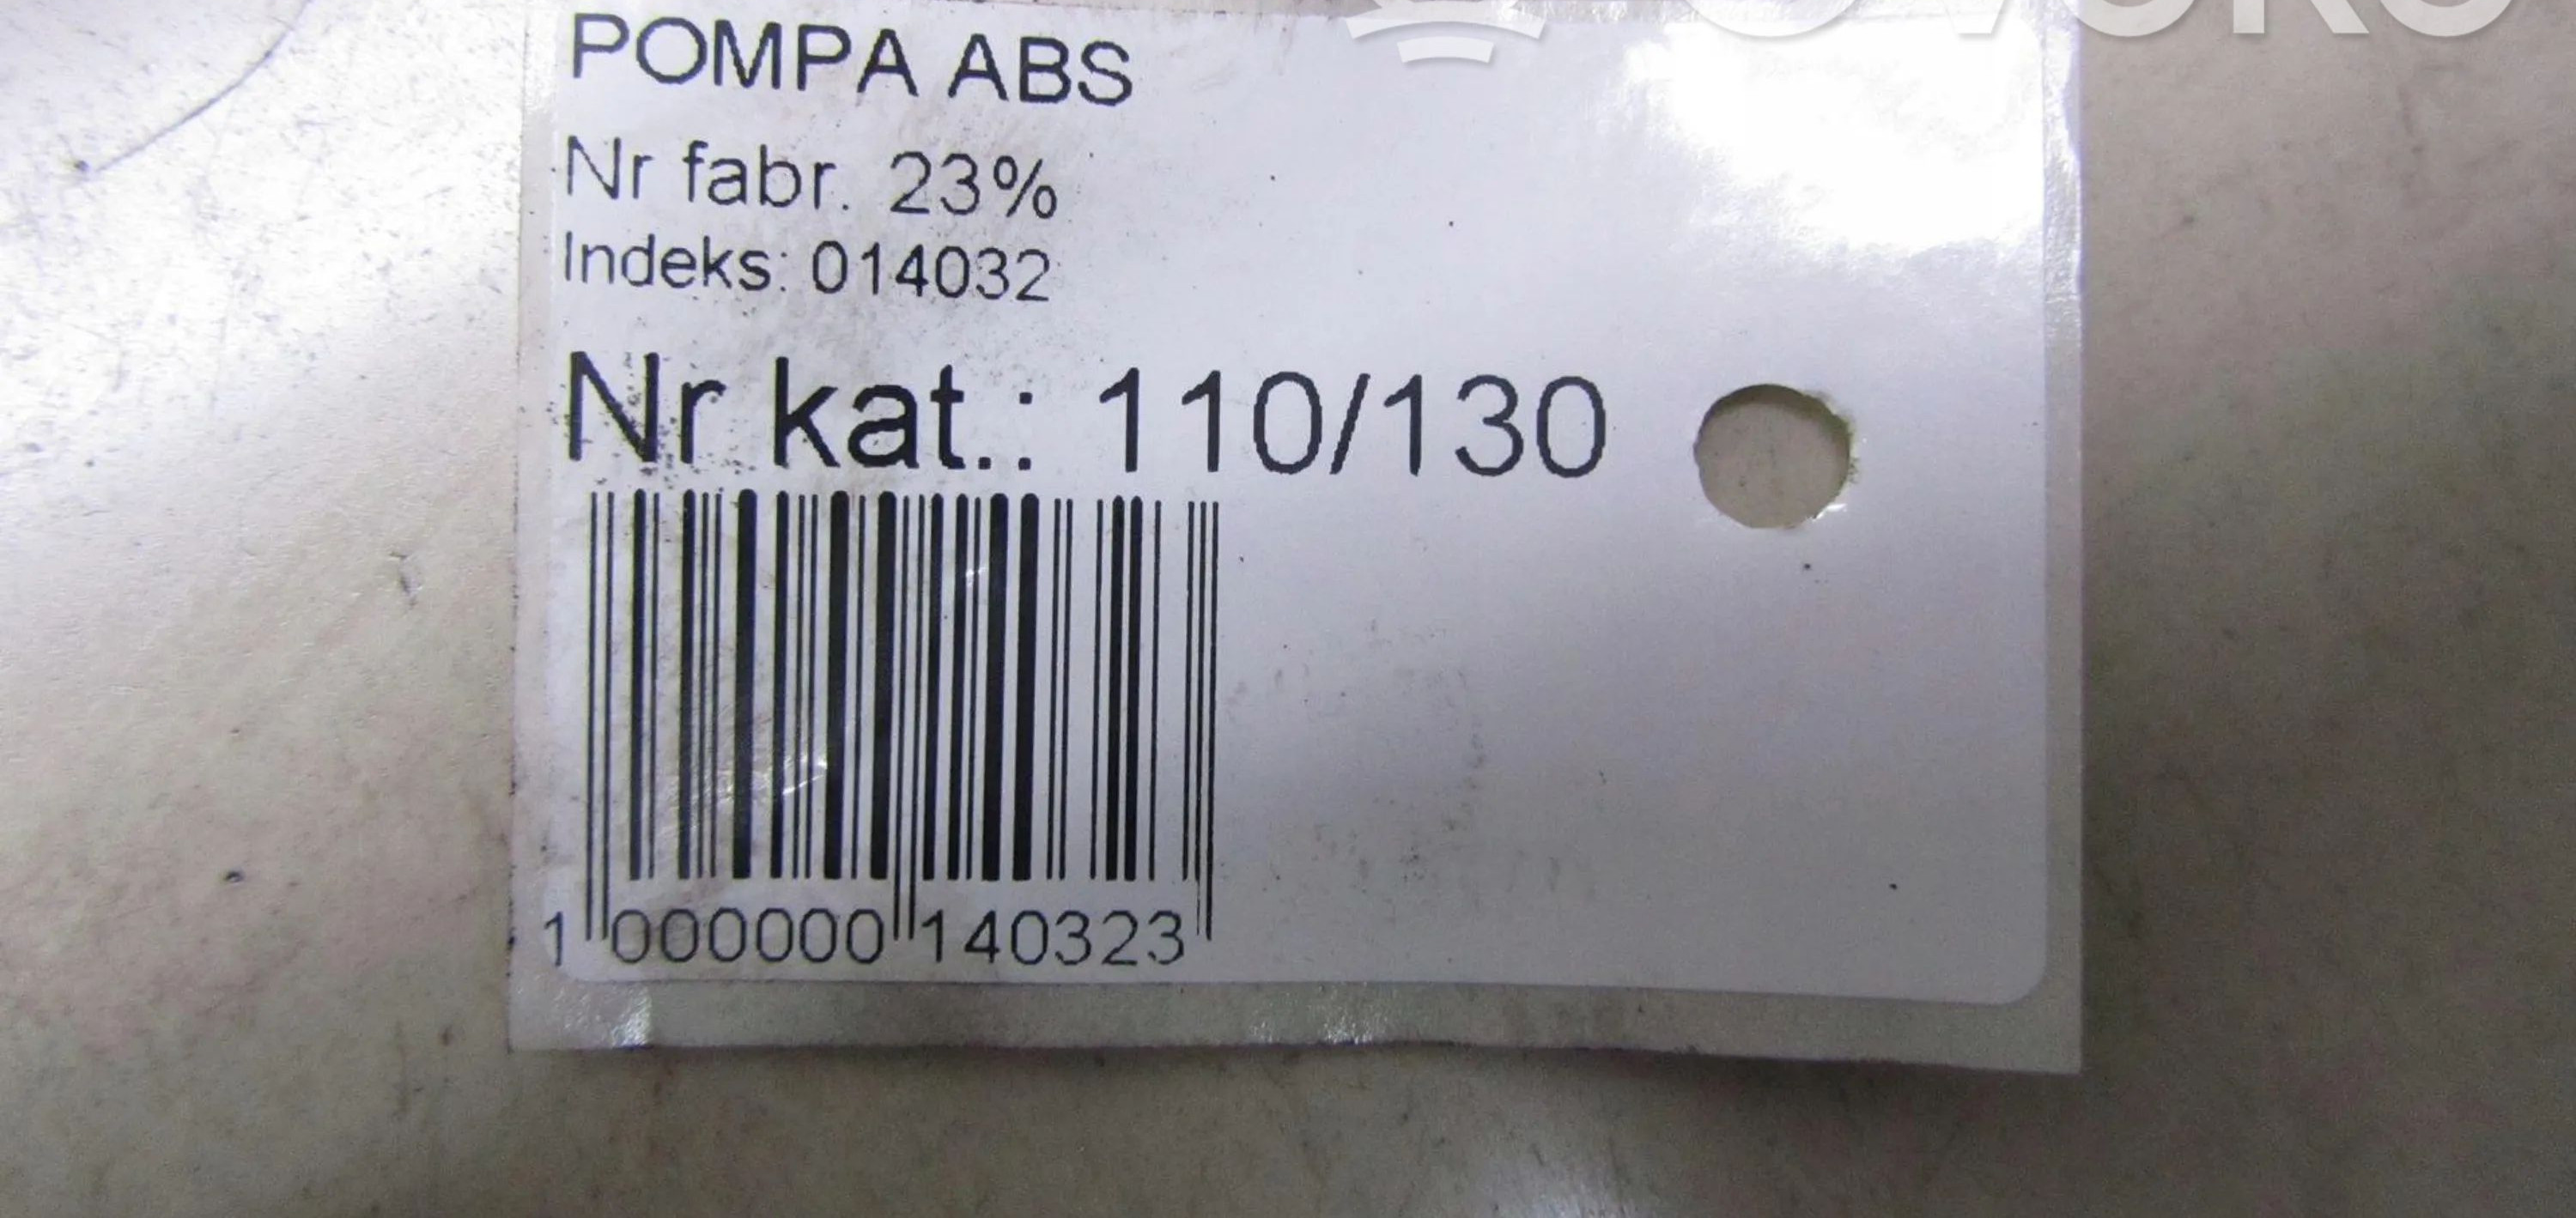 POMPA ABS
Nr fabr. 23%
Indeks: 014032
Nr kat.: 110/130
1 000000 140323